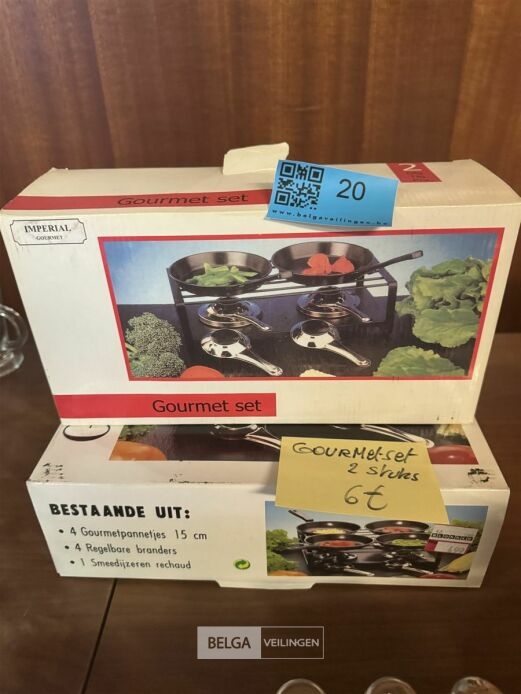 20
www.belgaveilingen.be
Gourmet set
IMPERIAL
GOURMET
Gourmet set
GOURMet-set
2 stuks
6€
BESTAANDE UIT:
• 4 Gourmetpannetjes 15 cm
• 4 Regelbare branders
• 1 Smeedijzeren rechaud
BELGA VEILINGEN